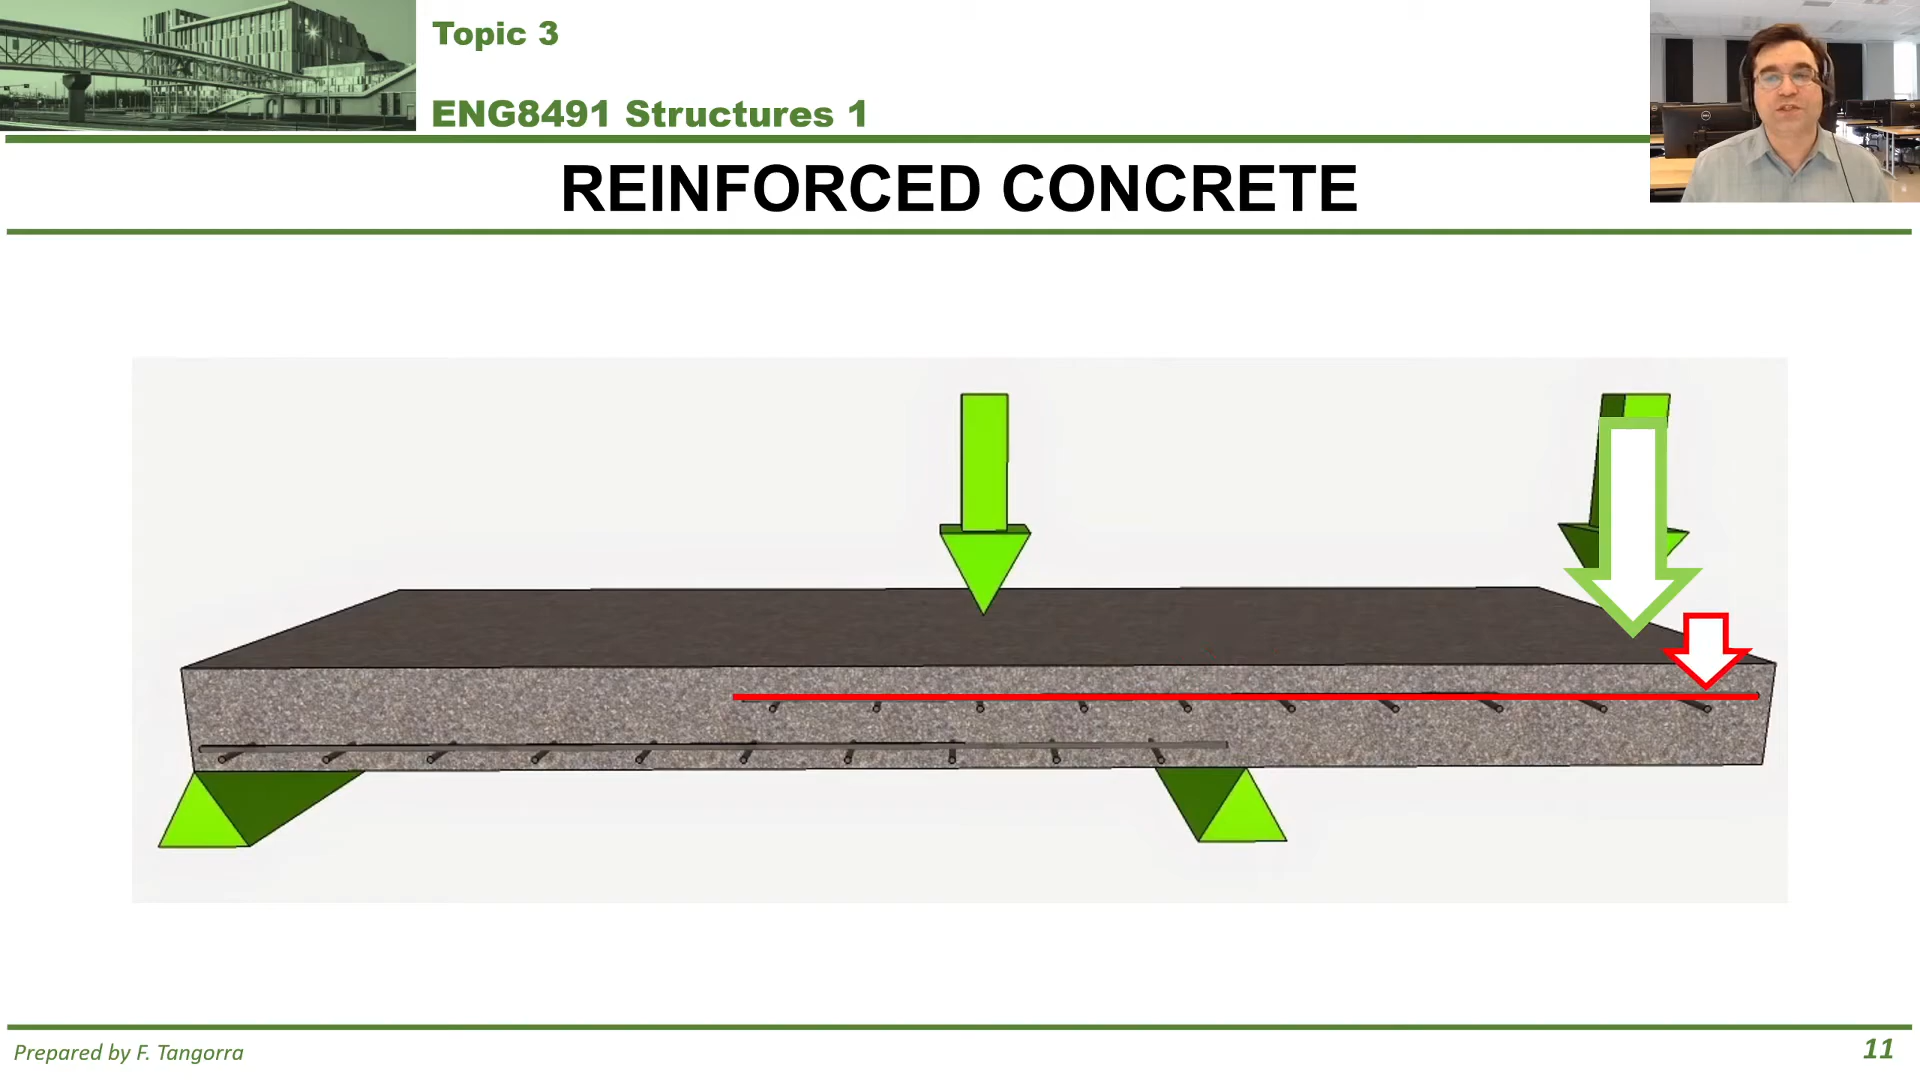 Topic 3
ENG8491 Structures 1
REINFORCED CONCRETE
Prepared by F. Tangorra
11